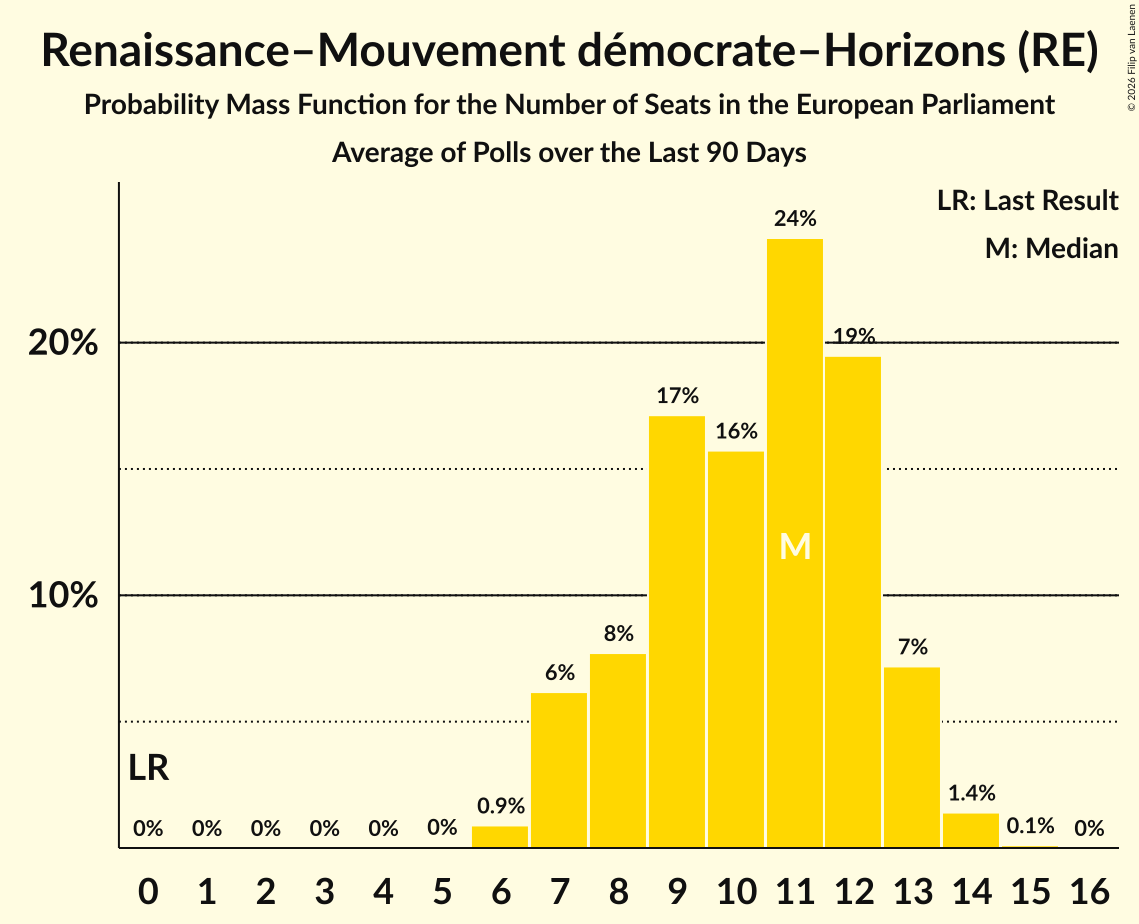 Renaissance–Mouvement démocrate–Horizons (RE)
Probability Mass Function for the Number of Seats in the European Parliament
Average of Polls over the Last 90 Days
© 2026 Filip van Laenen
LR: Last Result
M: Median
24%
20%
19%
17%
16%
M
10%
8%
7%
6%
LR
0.9%
1.4%
0% 0% 0% 0% 0% 0% 0.1% 0%
0 1 2 3 4 5 6 7 8 9 10 11 12 13 14 15 16